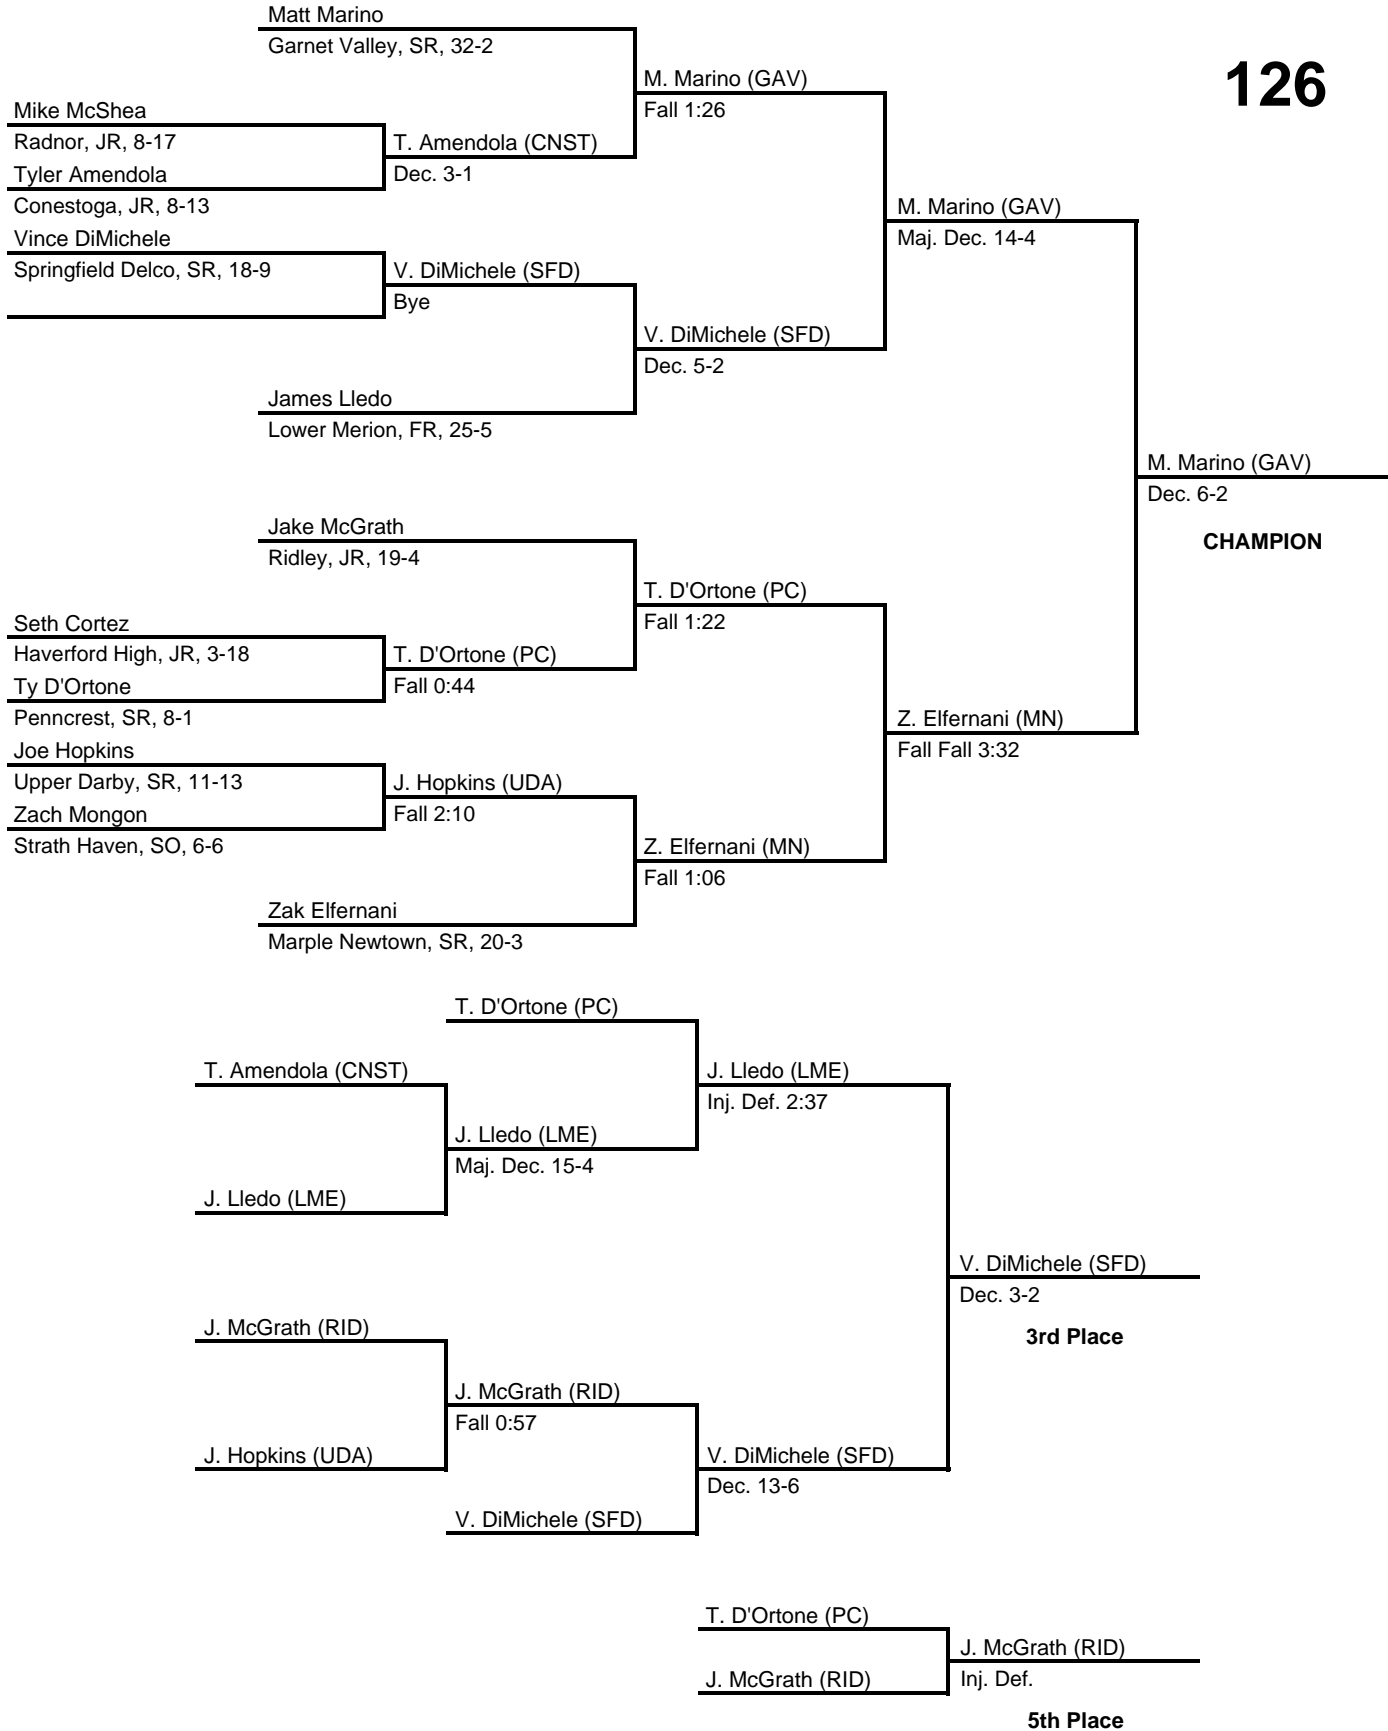 Matt Marino
Garnet Valley, SR, 32-2
126
M. Marino (GAV)
Fall 1:26
Mike McShea
Radnor, JR, 8-17
T. Amendola (CNST)
Tyler Amendola
Dec. 3-1
Conestoga, JR, 8-13
M. Marino (GAV)
Maj. Dec. 14-4
Vince DiMichele
Springfield Delco, SR, 18-9
V. DiMichele (SFD)
Bye
V. DiMichele (SFD)
Dec. 5-2
James Lledo
Lower Merion, FR, 25-5
M. Marino (GAV)
Dec. 6-2
CHAMPION
Jake McGrath
Ridley, JR, 19-4
T. D'Ortone (PC)
Fall 1:22
Seth Cortez
Haverford High, JR, 3-18
T. D'Ortone (PC)
Ty D'Ortone
Fall 0:44
Penncrest, SR, 8-1
Z. Elfernani (MN)
Fall Fall 3:32
Joe Hopkins
Upper Darby, SR, 11-13
J. Hopkins (UDA)
Zach Mongon
Fall 2:10
Strath Haven, SO, 6-6
Z. Elfernani (MN)
Fall 1:06
Zak Elfernani
Marple Newtown, SR, 20-3
T. D'Ortone (PC)
T. Amendola (CNST)
J. Lledo (LME)
Inj. Def. 2:37
J. Lledo (LME)
Maj. Dec. 15-4
J. Lledo (LME)
V. DiMichele (SFD)
Dec. 3-2
3rd Place
J. McGrath (RID)
J. McGrath (RID)
Fall 0:57
J. Hopkins (UDA)
V. DiMichele (SFD)
Dec. 13-6
V. DiMichele (SFD)
T. D'Ortone (PC)
J. McGrath (RID)
J. McGrath (RID)
Inj. Def.
5th Place